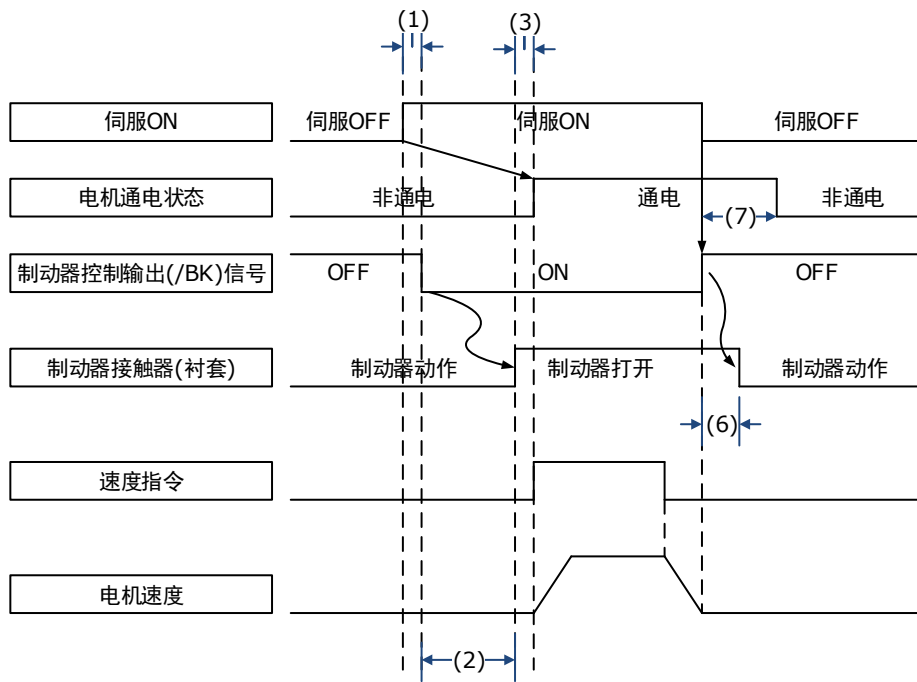 (1)
(3)
伺服ON
伺服OFF
伺服ON
伺服OFF
电机通电状态
非通电
通电
(7)
非通电
制动器控制输出(/BK)信号
OFF
ON
OFF
制动器接触器(衬套)
制动器动作
制动器打开
制动器动作
(6)
速度指令
电机速度
(2)